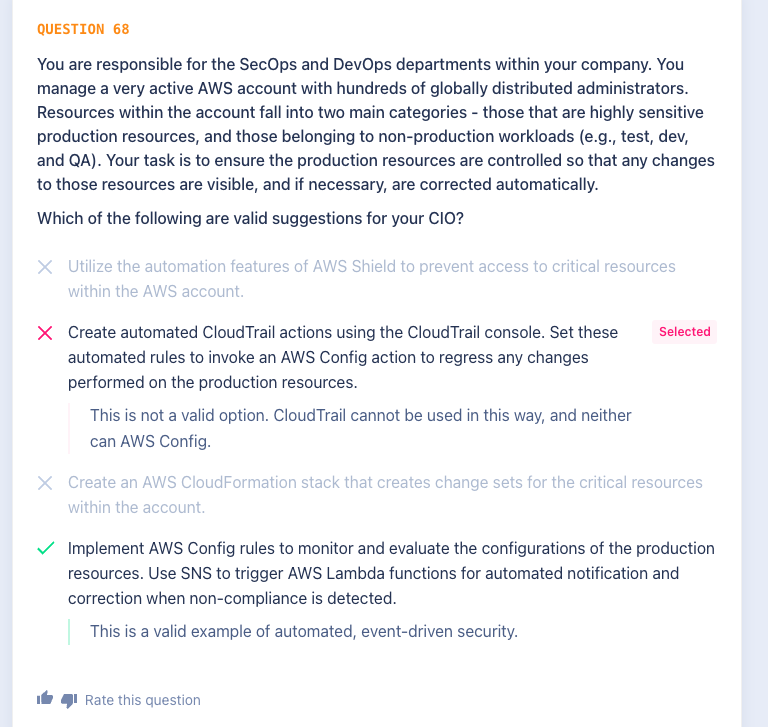 QUESTION 68
You are responsible for the SecOps and DevOps departments within your company. You
manage a very active AWS account with hundreds of globally distributed administrators.
Resources within the account fall into two main categories - those that are highly sensitive
production resources, and those belonging to non-production workloads (e.g., test, dev,
and QA). Your task is to ensure the production resources are controlled so that any changes
to those resources are visible, and if necessary, are corrected automatically.
Which of the following are valid suggestions for your CIO?
Utilize the automation features of AWS Shield to prevent access to critical resources
within the AWS account.
Create automated CloudTrail actions using the CloudTrail console. Set these
Selected
automated rules to invoke an AWS Config action to regress any changes
performed on the production resources.
This is not a valid option. CloudTrail cannot be used in this way, and neither
can AWS Config.
Create an AWS CloudFormation stack that creates change sets for the critical resources
within the account.
Implement AWS Config rules to monitor and evaluate the configurations of the production
resources. Use SNS to trigger AWS Lambda functions for automated notification and
correction when non-compliance is detected.
This is a valid example of automated, event-driven security.
Rate this question